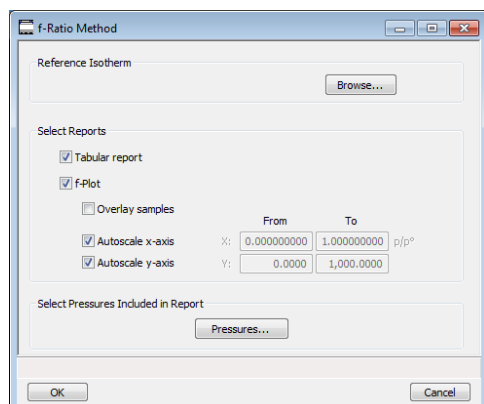 f-Ratio Method
Reference Isotherm
Browse...
Select Reports
Tabular report
f-Plot
Overlay samples
From To
Autoscale x-axis X: 0.000000000 1.000000000 p/p°
Autoscale y-axis Y: 0.0000 1,000.0000
Select Pressures Included in Report
Pressures...
OK Cancel